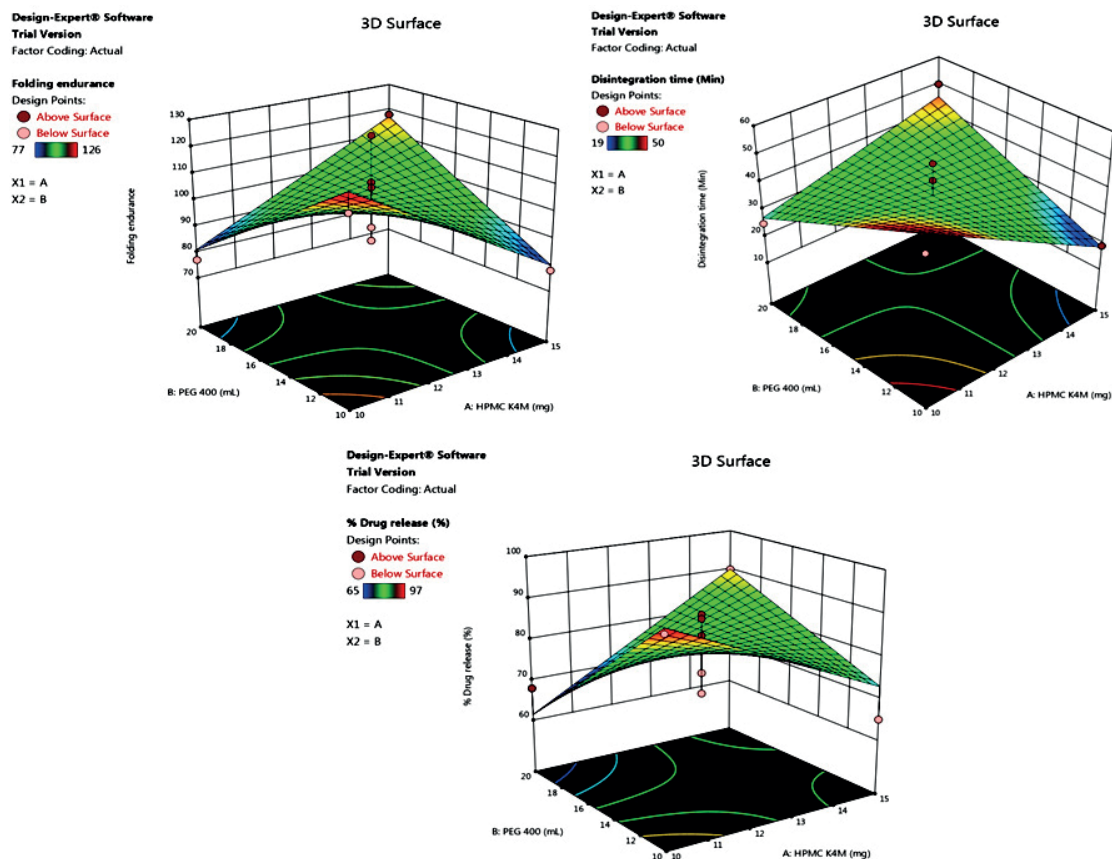 Design-Expert® Software
Trial Version
Factor Coding: Actual
3D Surface
Folding endurance
Design Points:
Above Surface
Below Surface
77 126
X1 = A
X2 = B
130
120
110
100
90
80
70
Folding endurance
20
18
16
14
12
10
B: PEG 400 (mL)
10
11
12
13
14
15
A: HPMC K4M (mg)
Design-Expert® Software
Trial Version
Factor Coding: Actual
3D Surface
Disintegration time (Min)
Design Points:
Above Surface
Below Surface
19 50
X1 = A
X2 = B
60
50
40
30
20
10
Disintegration time (Min)
20
18
16
14
12
10
B: PEG 400 (mL)
10
11
12
13
14
15
A: HPMC K4M (mg)
Design-Expert® Software
Trial Version
Factor Coding: Actual
3D Surface
% Drug release (%)
Design Points:
Above Surface
Below Surface
65 97
X1 = A
X2 = B
100
90
80
70
60
% Drug release (%)
20
18
16
14
12
10
B: PEG 400 (mL)
10
11
12
13
14
15
A: HPMC K4M (mg)